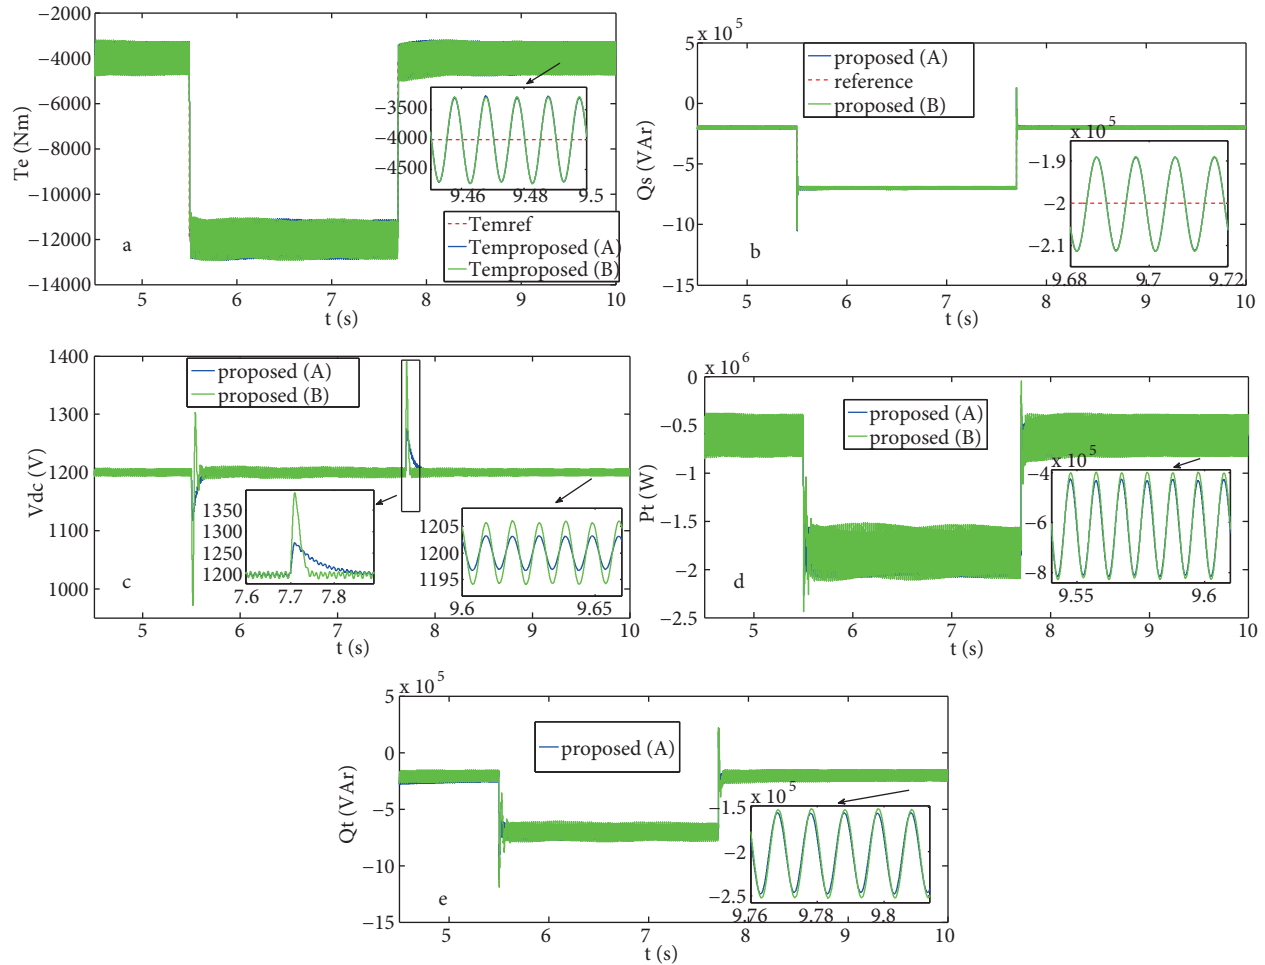 −2000
−4000
−6000
−8000
−10000
−12000
−14000
Te (Nm)
a
−3500
−4000
−4500
9.46 9.48 9.5
Temref
Temproposed (A)
Temproposed (B)
5 6 7 8 9 10
t (s)
x 10^5
5
0
−5
−10
−15
Qs (VAr)
b
proposed (A)
reference
proposed (B)
x 10^5
−1.9
−2
−2.1
9.68 9.7 9.72
5 6 7 8 9 10
t (s)
1400
1300
1200
1100
1000
Vdc (V)
c
proposed (A)
proposed (B)
1350
1300
1250
1200
7.6 7.7 7.8
1205
1200
1195
9.6 9.65
5 6 7 8 9 10
t (s)
x 10^6
0
−0.5
−1
−1.5
−2
−2.5
Pt (W)
d
proposed (A)
proposed (B)
x 10^5
−4
−6
−8
9.55 9.6
5 6 7 8 9 10
t (s)
x 10^5
5
0
−5
−10
−15
Qt (VAr)
e
proposed (A)
x 10^5
−1.5
−2
−2.5
9.76 9.78 9.8
5 6 7 8 9 10
t (s)